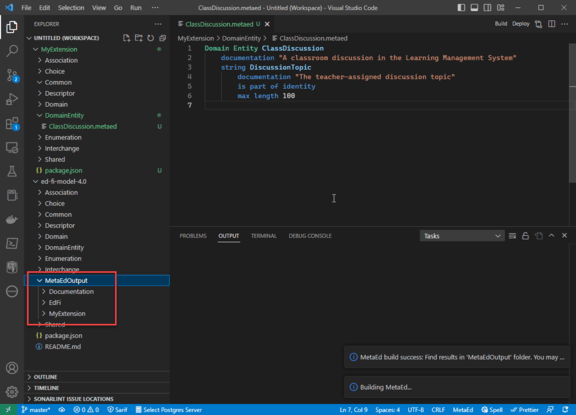 File Edit Selection View Go Run ··· ClassDiscussion.metaed - Untitled (Workspace) - Visual Studio Code
EXPLORER ···
UNTITLED (WORKSPACE)
MyExtension
Association
Choice
Common
Descriptor
Domain
DomainEntity
ClassDiscussion.metaed U
Enumeration
Interchange
Shared
{} package.json U
ed-fi-model-4.0
Association
Choice
Common
Descriptor
Domain
DomainEntity
Enumeration
Interchange
MetaEdOutput
Documentation
EdFi
MyExtension
Shared
package.json
README.md
OUTLINE
TIMELINE
SONARLINT ISSUE LOCATIONS
ClassDiscussion.metaed U
Build Deploy
MyExtension > DomainEntity > ClassDiscussion.metaed
1 Domain Entity ClassDiscussion
2 documentation "A classroom discussion in the Learning Management System"
3 string DiscussionTopic
4 documentation "The teacher-assigned discussion topic"
5 is part of identity
6 max length 100
7
PROBLEMS OUTPUT TERMINAL DEBUG CONSOLE Tasks
MetaEd build success: Find results in 'MetaEdOutput' folder. You may ...
Building MetaEd...
master* 0 0 Sarif Select Postgres Server Ln 7, Col 9 Spaces: 4 UTF-8 CRLF MetaEd Spell Prettier